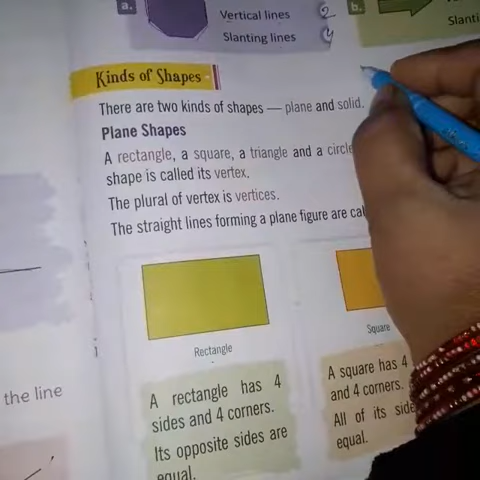 a.
Vertical lines 2
Slanting lines 4
b.
Slanti
Kinds of Shapes
There are two kinds of shapes — plane and solid.
Plane Shapes
A rectangle, a square, a triangle and a circle
shape is called its vertex.
The plural of vertex is vertices.
The straight lines forming a plane figure are cal
Rectangle
Square
A rectangle has 4
sides and 4 corners.
Its opposite sides are
equal.
A square has 4
and 4 corners.
All of its side
equal.
the line